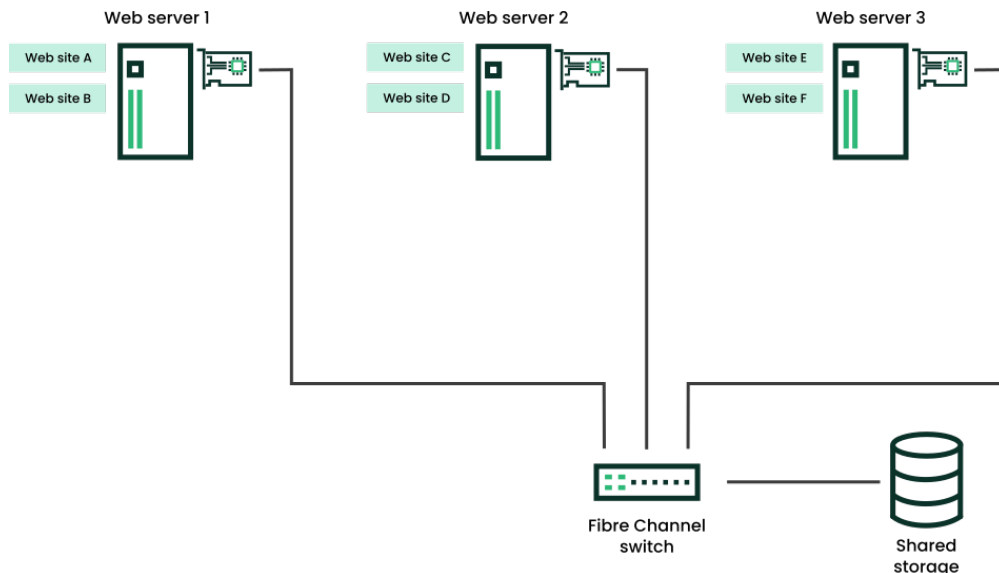 Web server 1
Web server 2
Web server 3
Web site A
Web site B
Web site C
Web site D
Web site E
Web site F
Fibre Channel
switch
Shared
storage